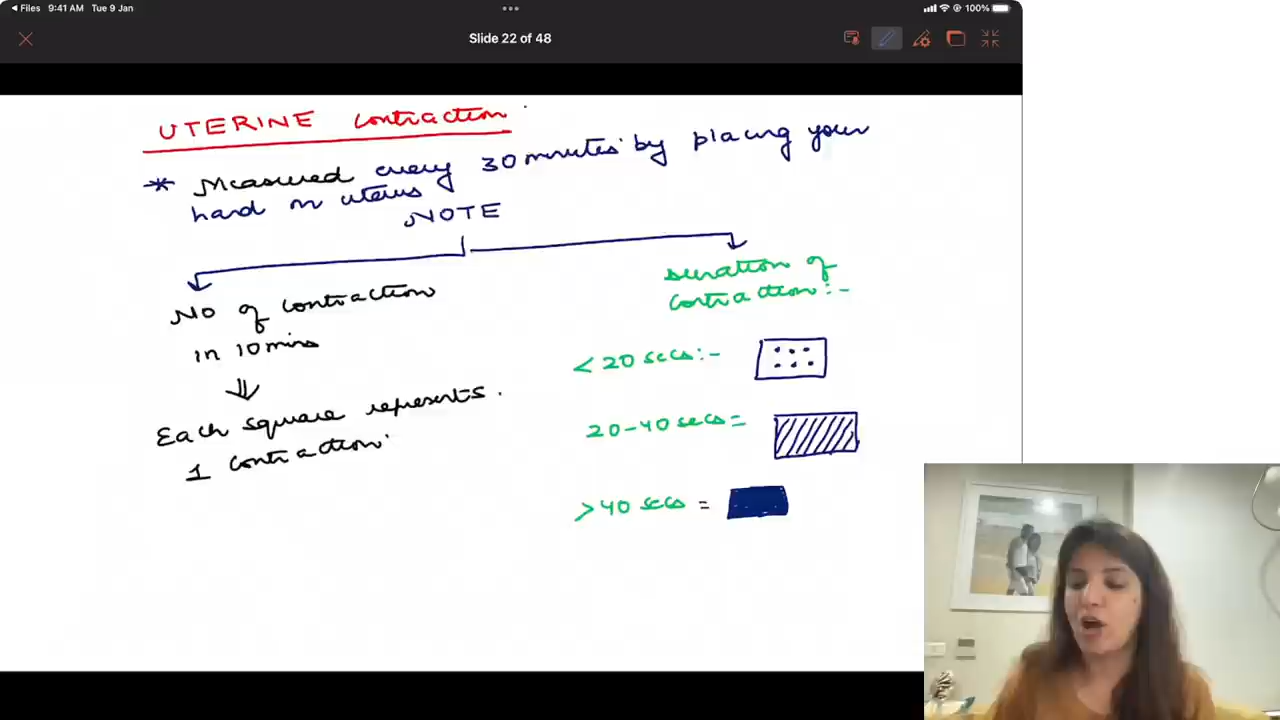 Files 9:41 AM Tue 9 Jan
100%
Slide 22 of 48
UTERINE contraction
* Measured every 30 minutes by placing your
hand on uterus
NOTE
No of contraction
in 10 mins
Each square represents.
1 contraction
Duration of
contraction:-
<20 secs:-
20-40 secs=
>40 secs =